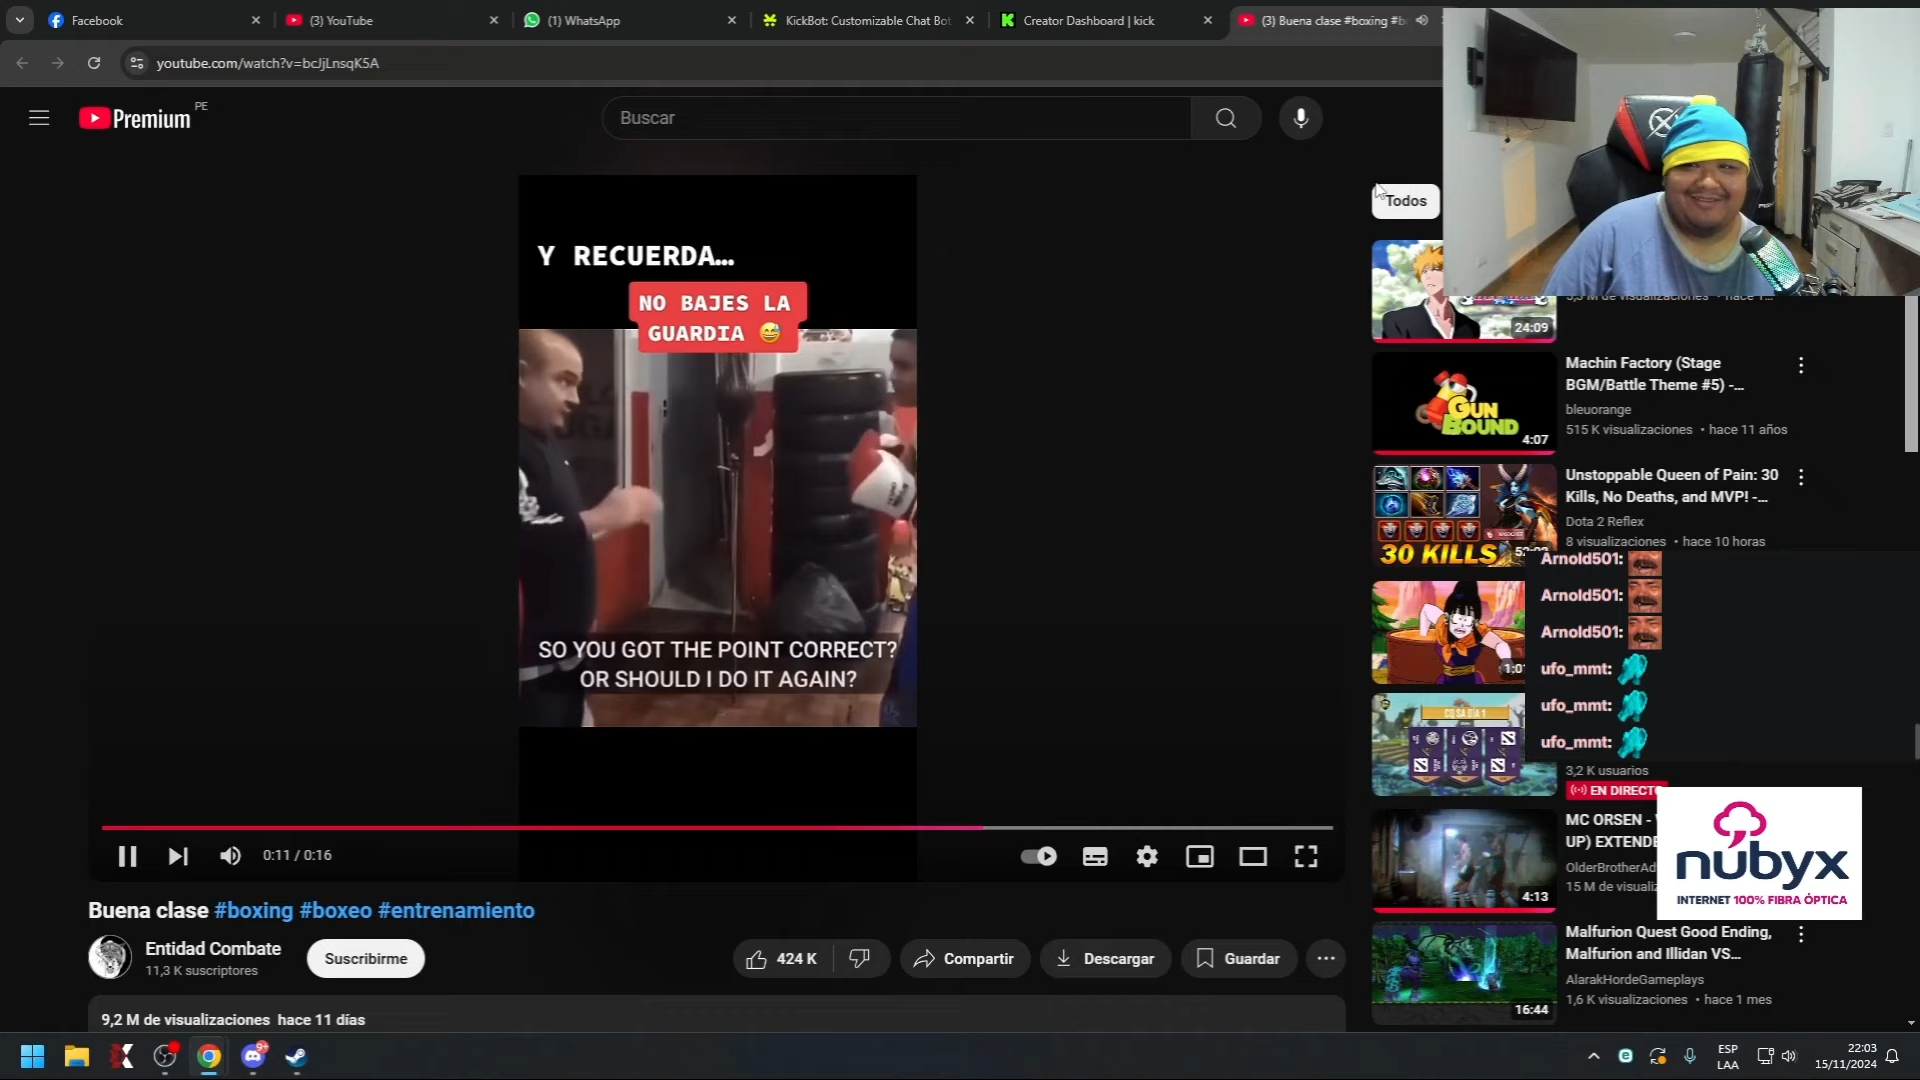 Facebook
(3) YouTube
(1) WhatsApp
KickBot: Customizable Chat Bot
Creator Dashboard | kick
(3) Buena clase #boxing #b
youtube.com/watch?v=bcJjLnsqK5A
Premium
PE
Buscar
Todos
Y RECUERDA...
NO BAJES LA
GUARDIA 😅
SO YOU GOT THE POINT CORRECT?
OR SHOULD I DO IT AGAIN?
0:11 / 0:16
Buena clase #boxing #boxeo #entrenamiento
Entidad Combate
11,3 K suscriptores
Suscribirme
424 K
Compartir
Descargar
Guardar
9,2 M de visualizaciones hace 11 días
24:09
Machin Factory (Stage
BGM/Battle Theme #5) -...
bleuorange
515 K visualizaciones • hace 11 años
GUN
BOUND
4:07
Unstoppable Queen of Pain: 30
Kills, No Deaths, and MVP! -...
Dota 2 Reflex
8 visualizaciones • hace 10 horas
30 KILLS
Arnold501:
Arnold501:
Arnold501:
ufo_mmt:
ufo_mmt:
ufo_mmt:
CQ SA DÍA 1
3,2 K usuarios
EN DIRECTO
MC ORSEN -
UP) EXTENDE
OlderBrotherAd
15 M de visuali
4:13
nubyx
INTERNET 100% FIBRA ÓPTICA
Malfurion Quest Good Ending,
Malfurion and Illidan VS...
AlarakHordeGameplays
1,6 K visualizaciones • hace 1 mes
16:44
9+
ESP
LAA
22:03
15/11/2024